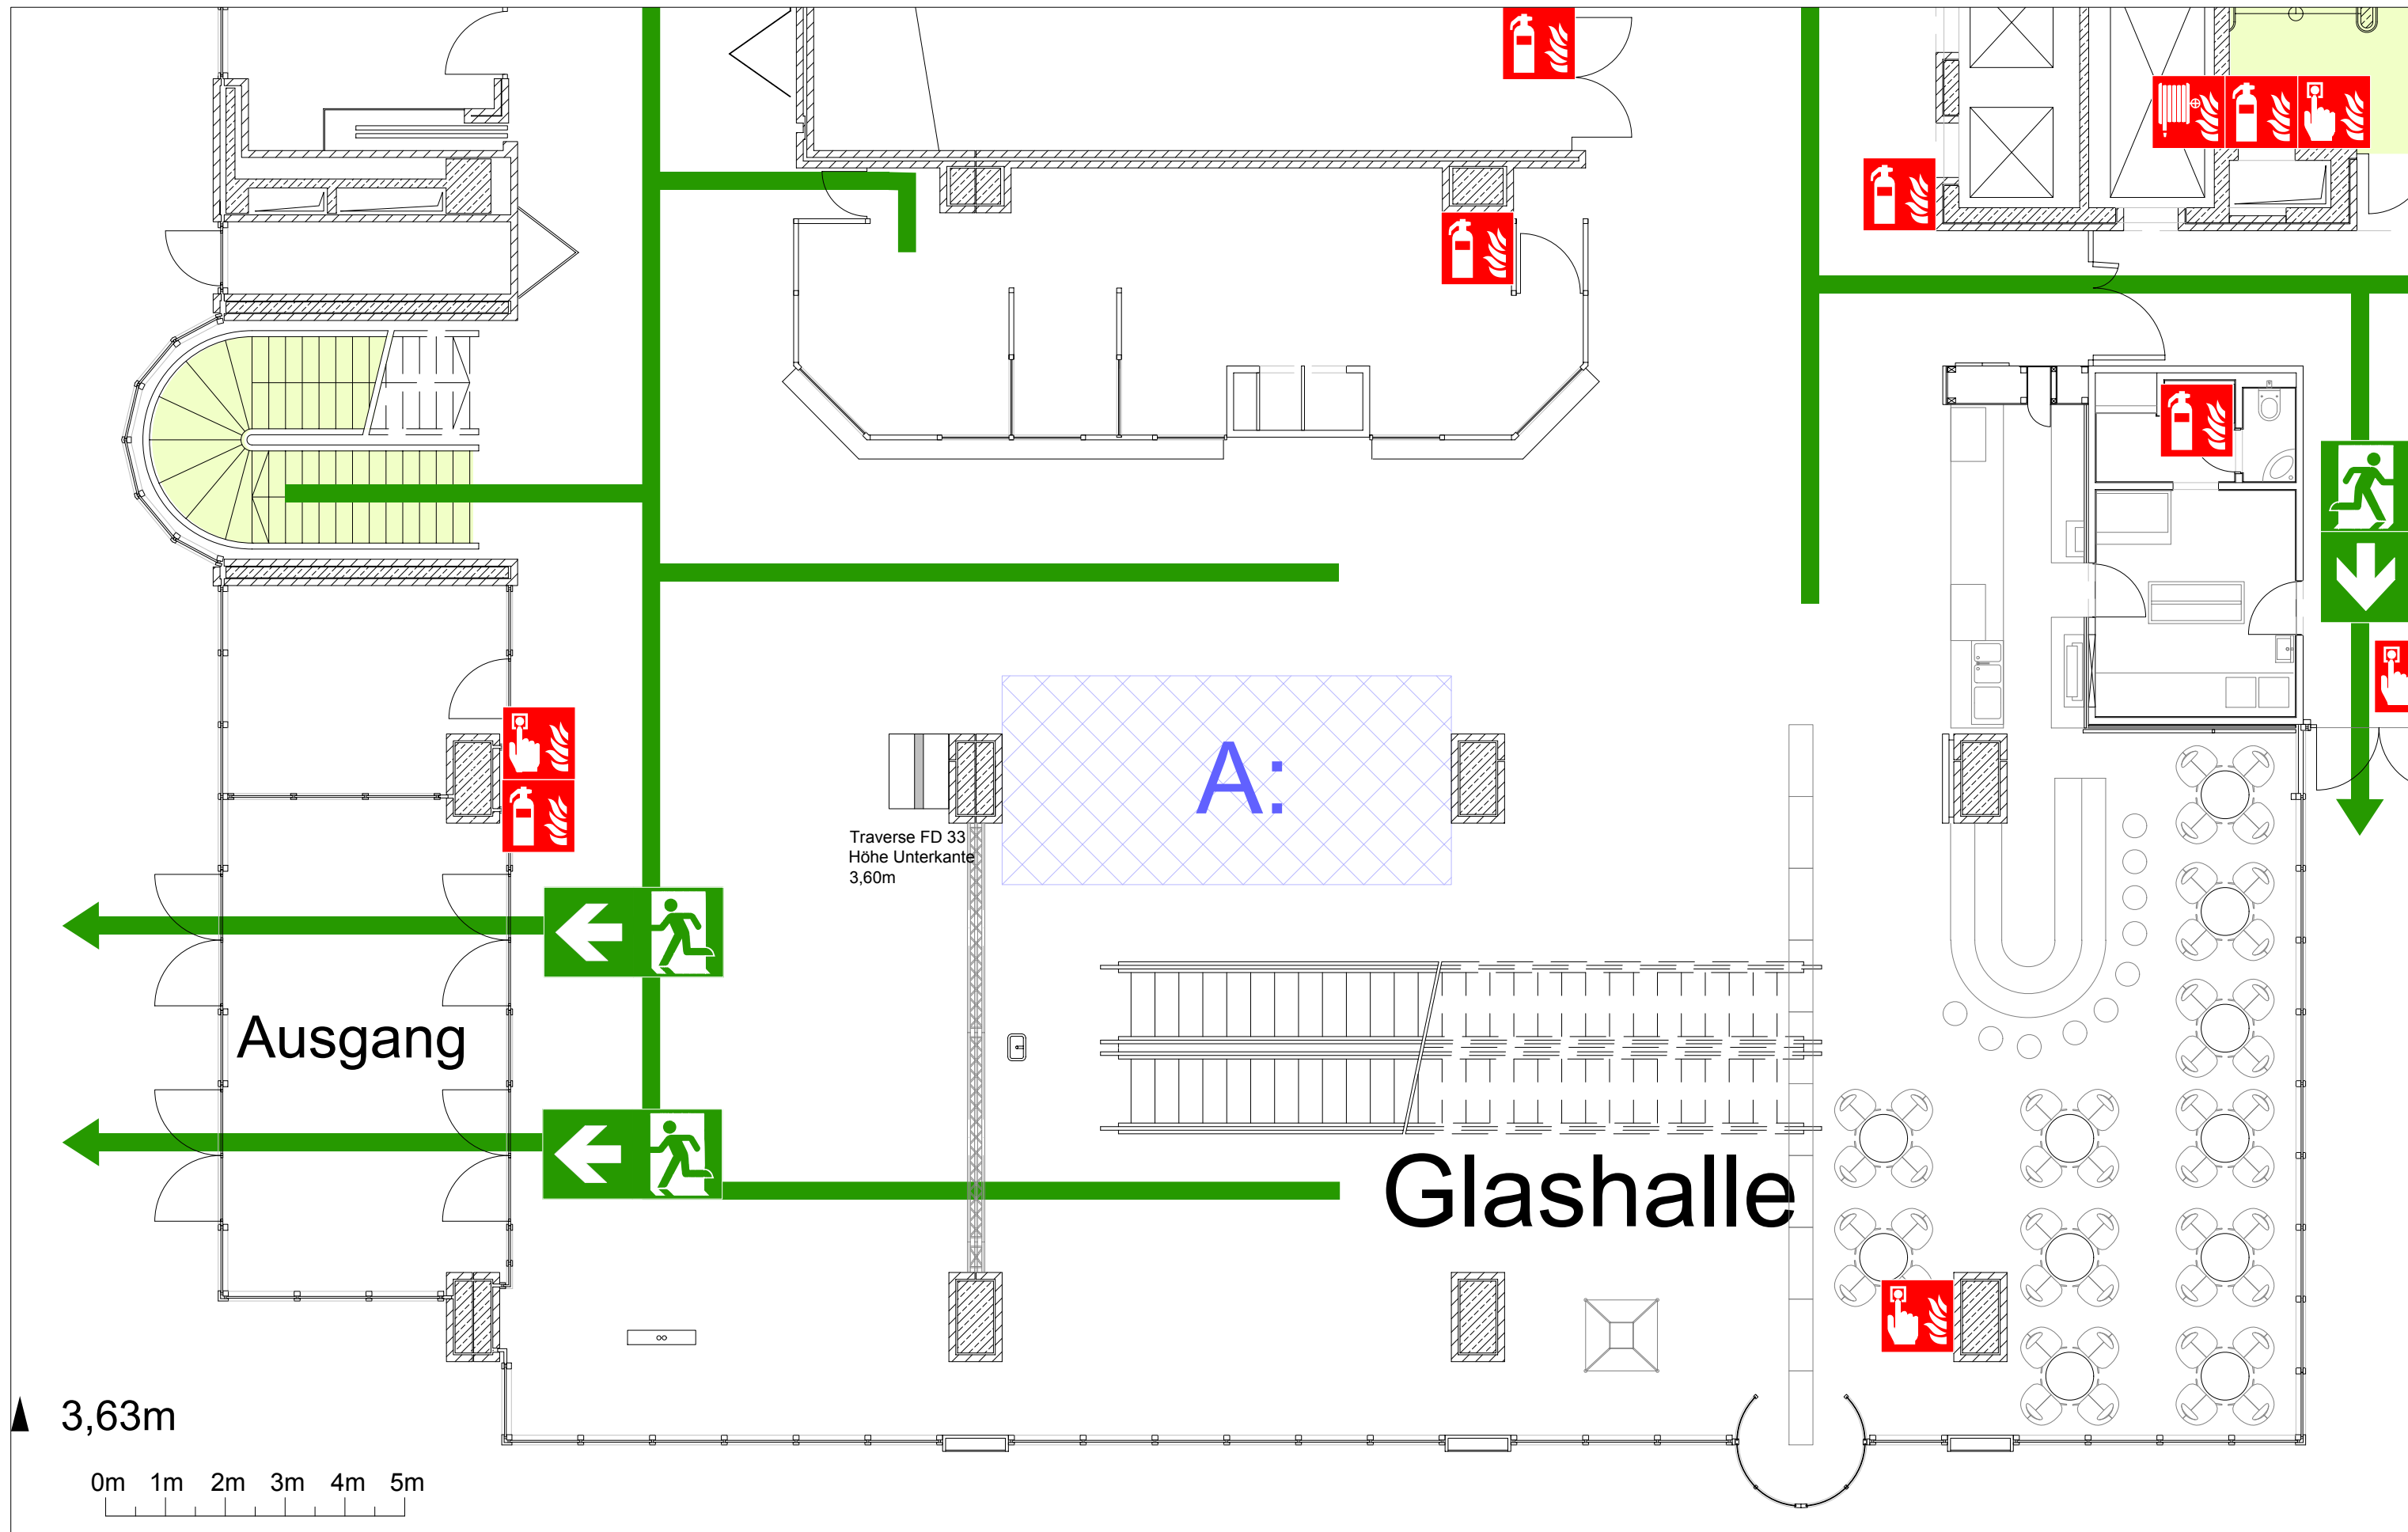 A:
Traverse FD 33
Höhe Unterkante
3,60m
Ausgang
Glashalle
3,63m
0m 1m 2m 3m 4m 5m